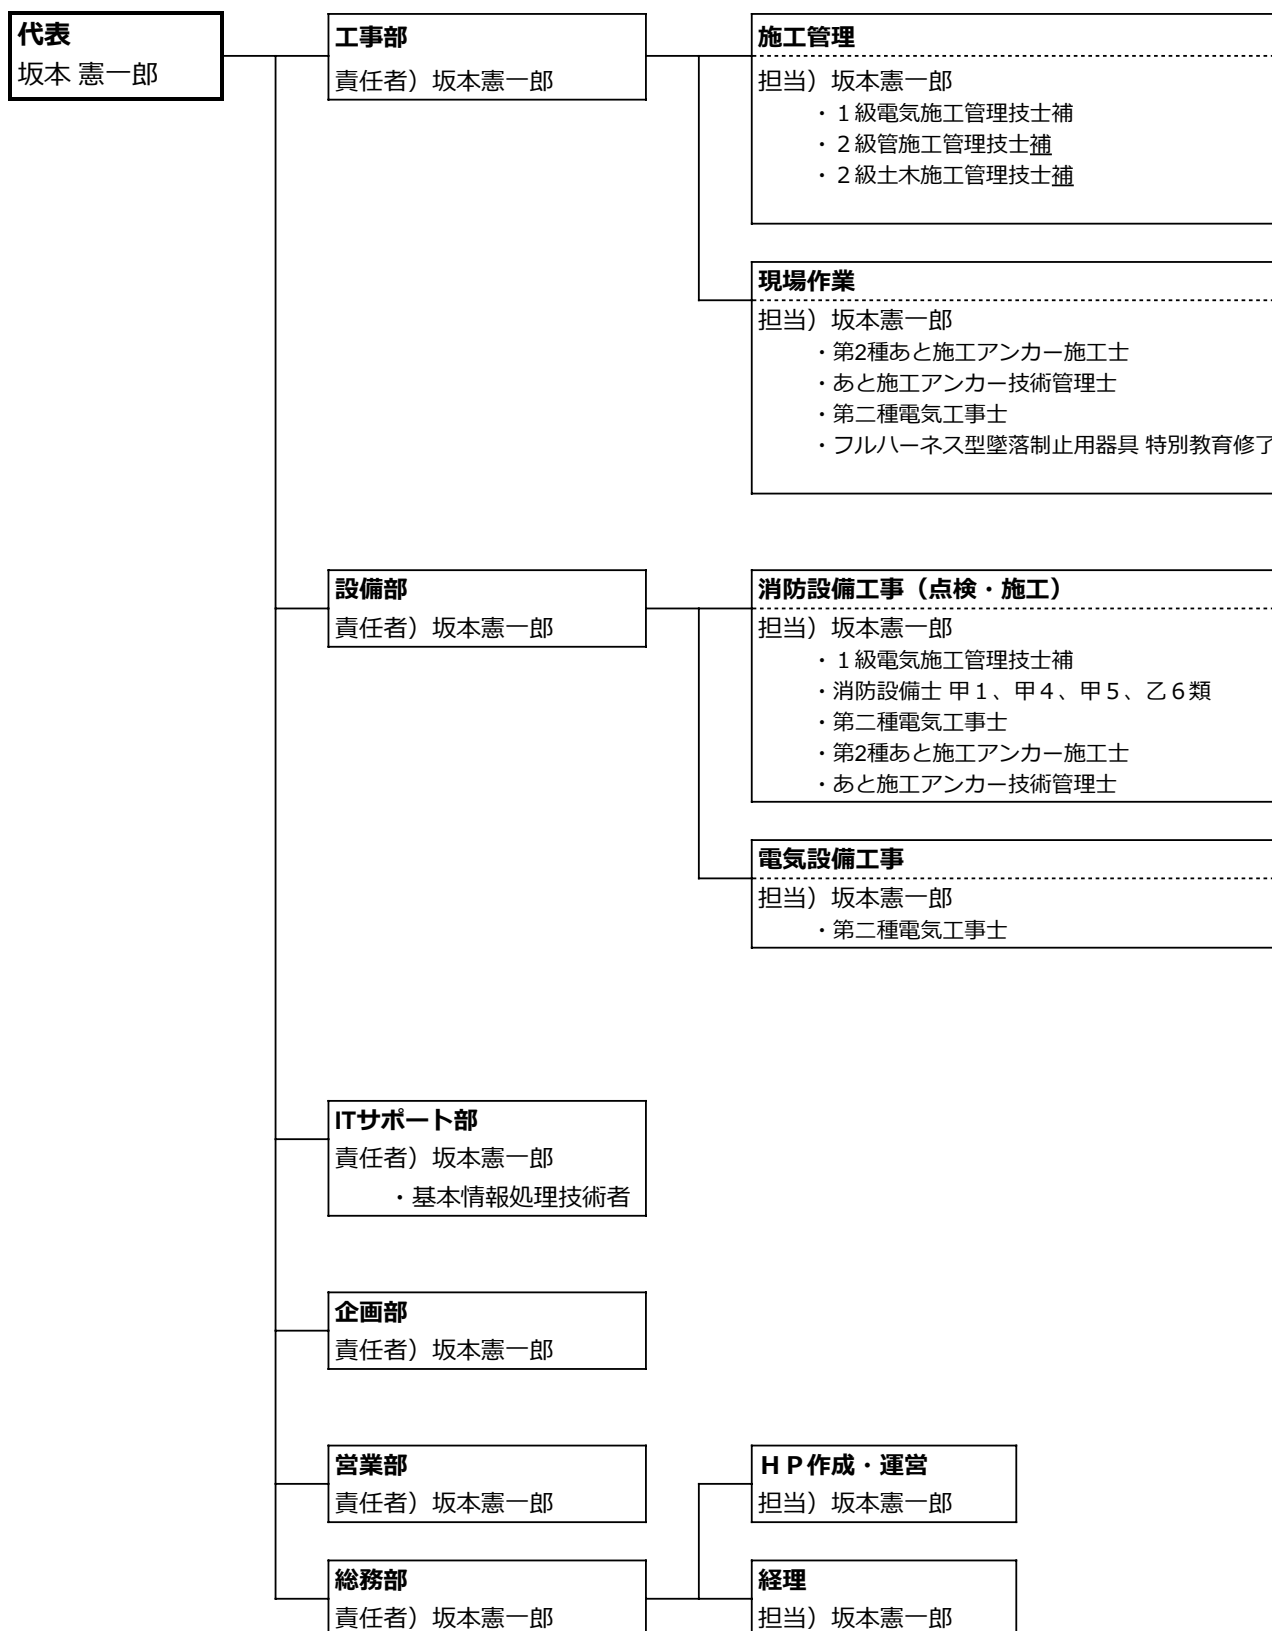 代表
坂本 憲一郎
工事部
責任者）坂本憲一郎
施工管理
担当）坂本憲一郎
・１級電気施工管理技士補
・２級管施工管理技士補
・２級土木施工管理技士補
現場作業
担当）坂本憲一郎
・第2種あと施工アンカー施工士
・あと施工アンカー技術管理士
・第二種電気工事士
・フルハーネス型墜落制止用器具 特別教育修了
設備部
責任者）坂本憲一郎
消防設備工事（点検・施工）
担当）坂本憲一郎
・１級電気施工管理技士補
・消防設備士 甲１、甲４、甲５、乙６類
・第二種電気工事士
・第2種あと施工アンカー施工士
・あと施工アンカー技術管理士
電気設備工事
担当）坂本憲一郎
・第二種電気工事士
ITサポート部
責任者）坂本憲一郎
・基本情報処理技術者
企画部
責任者）坂本憲一郎
営業部
責任者）坂本憲一郎
ＨＰ作成・運営
担当）坂本憲一郎
総務部
責任者）坂本憲一郎
経理
担当）坂本憲一郎